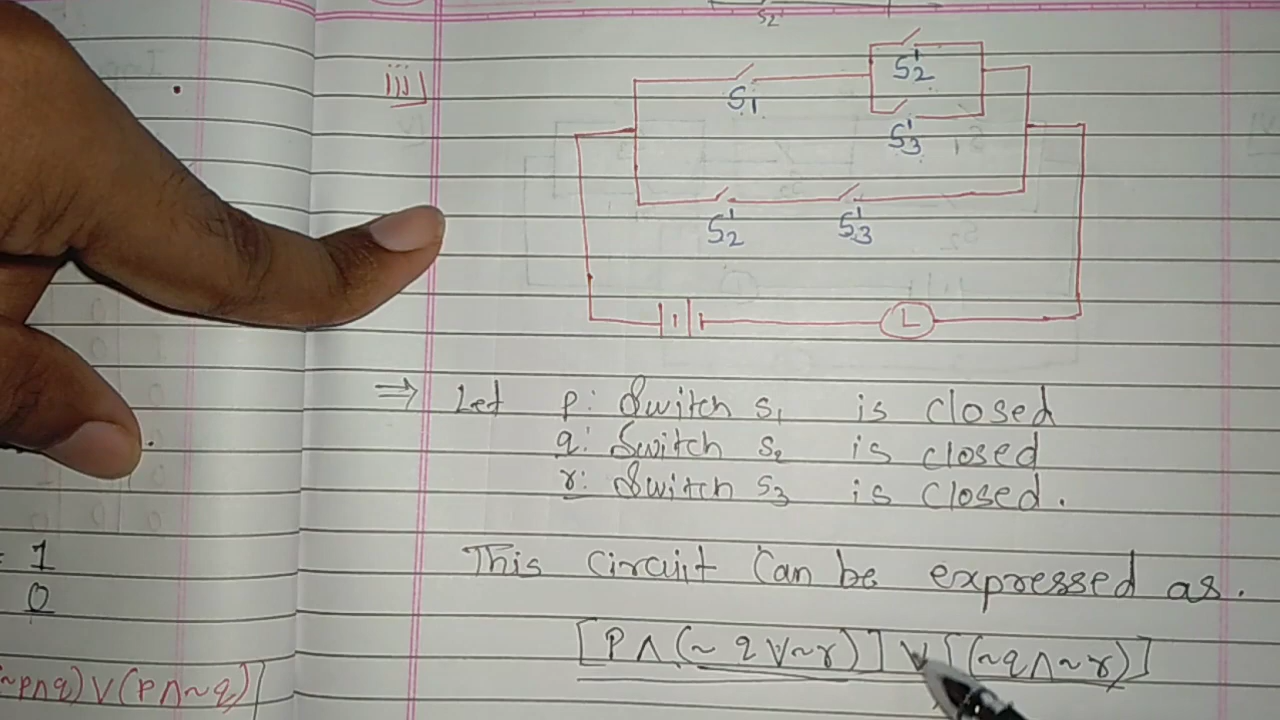 S2'
iii)
S1
S2'
S3'
S2' S3'
L
⇒ Let p: Switch S1 is closed
q: Switch S2 is closed
r: Switch S3 is closed.
This circuit can be expressed as.
[p ∧ (~q ∨ ~r)] ∨ [(~q ∧ ~r)]
= 1
0
~p∧q) ∨ (p∧~q)]